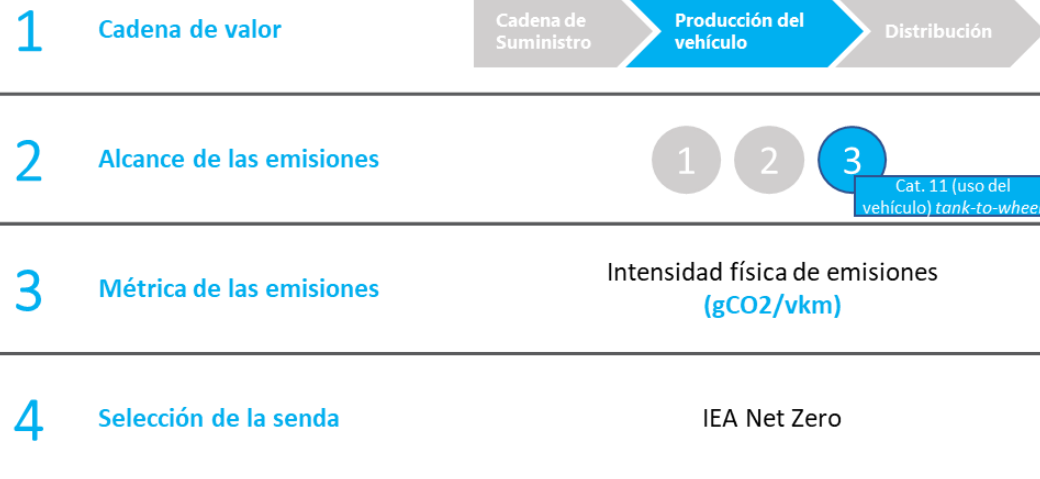 1
Cadena de valor
Cadena de
Suministro
Producción del
vehículo
Distribución
2
Alcance de las emisiones
1 2 3
Cat. 11 (uso del
vehículo) tank-to-wheel
3
Métrica de las emisiones
Intensidad física de emisiones
(gCO2/vkm)
4
Selección de la senda
IEA Net Zero